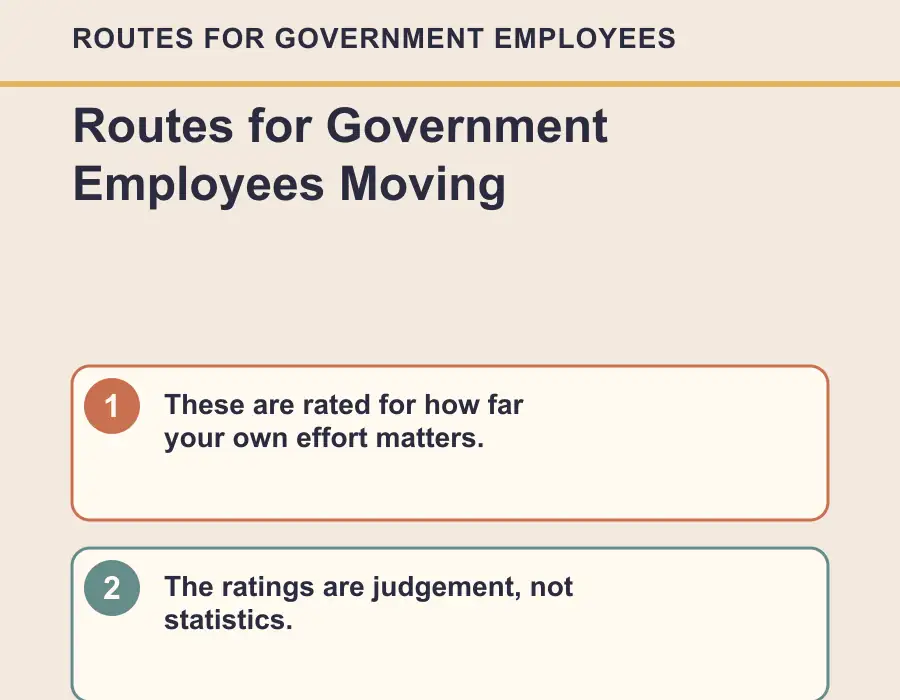 ROUTES FOR GOVERNMENT EMPLOYEES
Routes for Government
Employees Moving
1
These are rated for how far
your own effort matters.
2
The ratings are judgement, not
statistics.